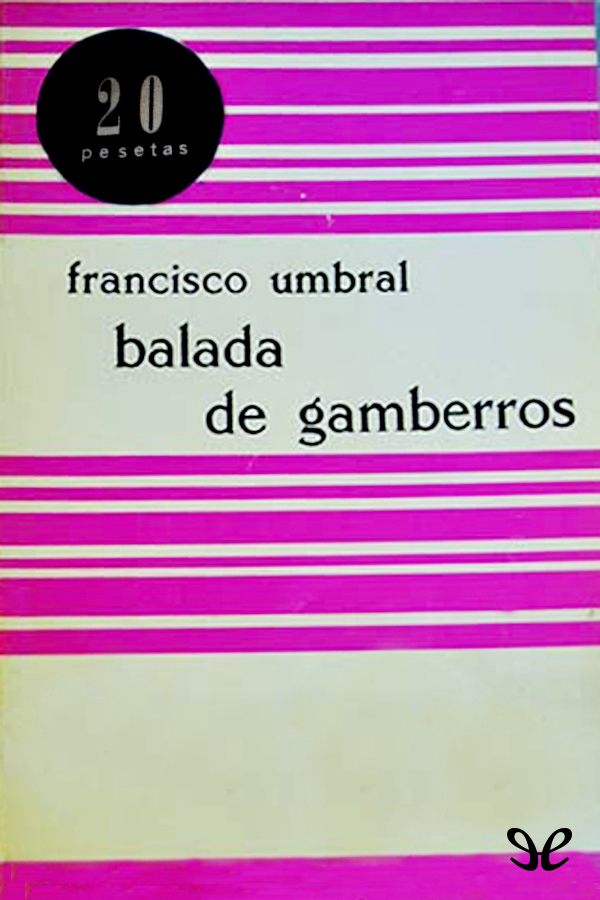 20
pesetas
francisco umbral
balada
de gamberros